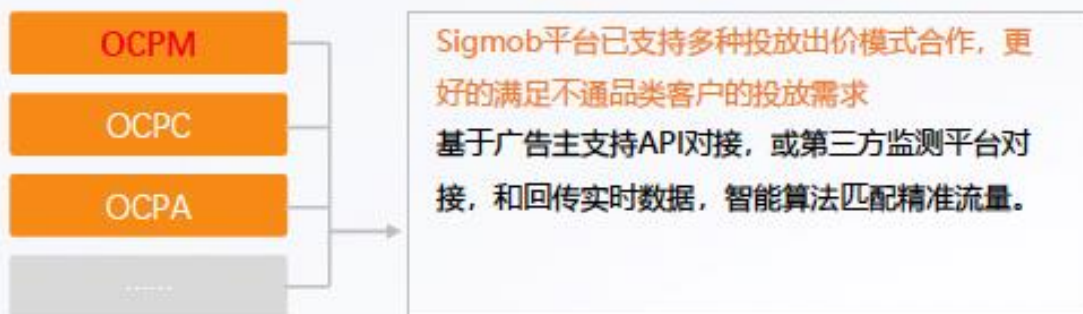 OCPM
OCPC
OCPA
......
Sigmob平台已支持多种投放出价模式合作，更
好的满足不通品类客户的投放需求
基于广告主支持API对接，或第三方监测平台对
接，和回传实时数据，智能算法匹配精准流量。